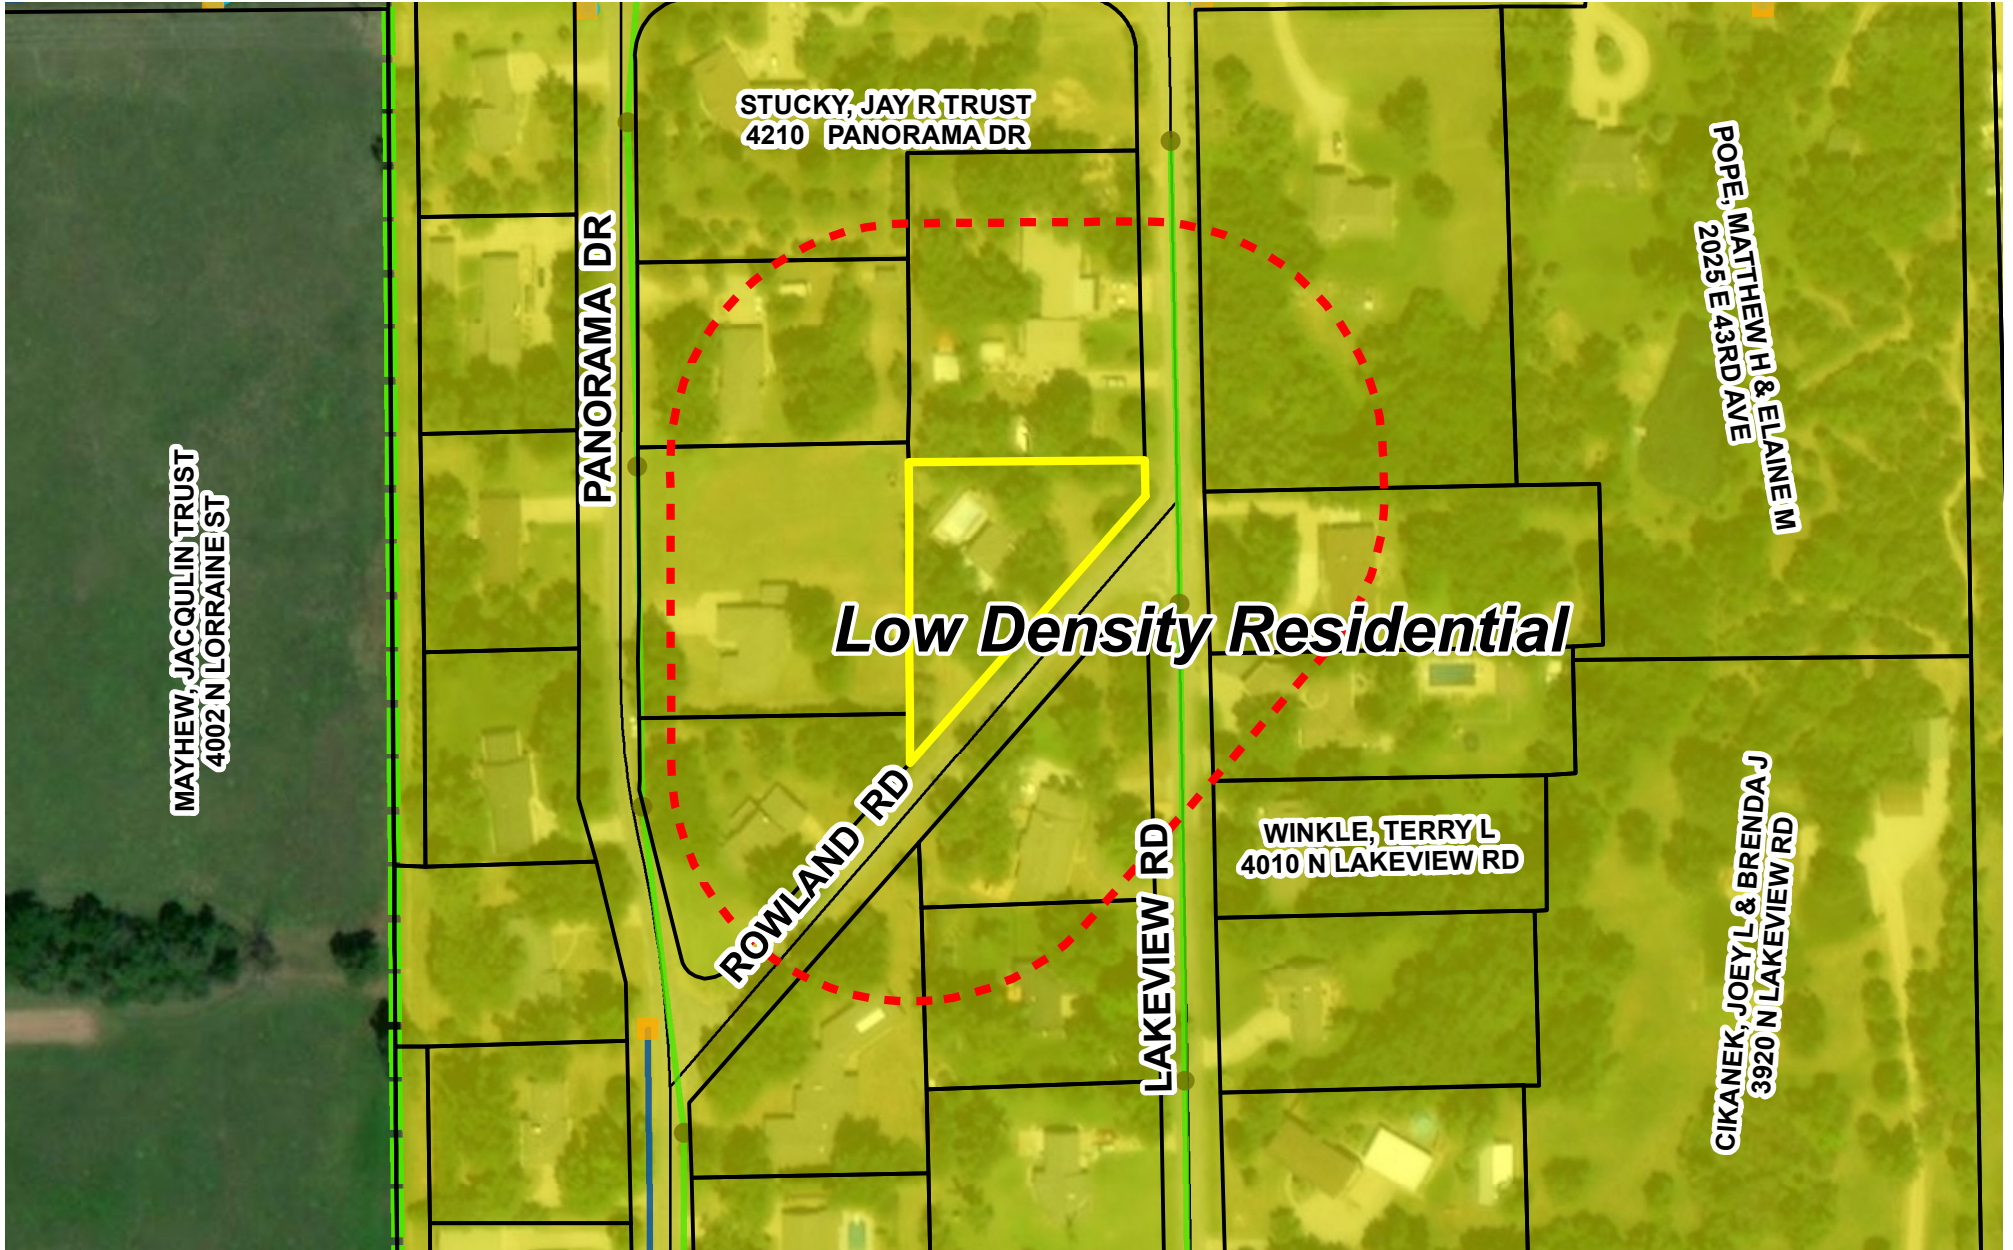 STUCKY, JAY R TRUST
4210 PANORAMA DR
PANORAMA DR
POPE, MATTHEW H & ELAINE M
2025 E 43RD AVE
MAYHEW, JACQULIN TRUST
4002 N LORRAINE ST
Low Density Residential
ROWLAND RD
LAKEVIEW RD
WINKLE, TERRY L
4010 N LAKEVIEW RD
CIKANEK, JOEY L & BRENDA J
3920 N LAKEVIEW RD